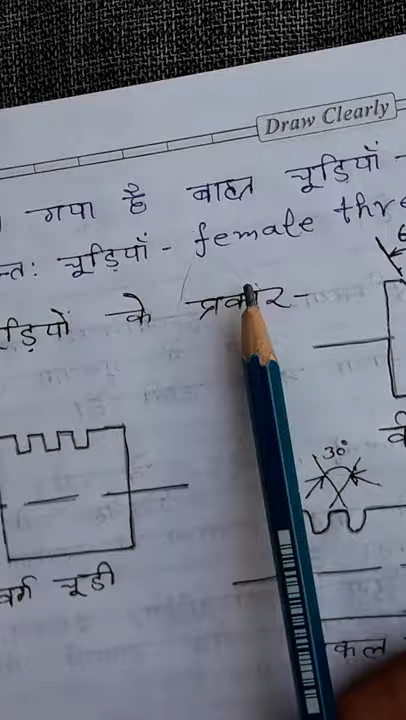 Draw Clearly
गया है बाह्य चूड़ियाँ -
न्त: चूड़ियाँ - female thre
ड़ियों के प्रकार -
30°
वर्ग चूडी
कल